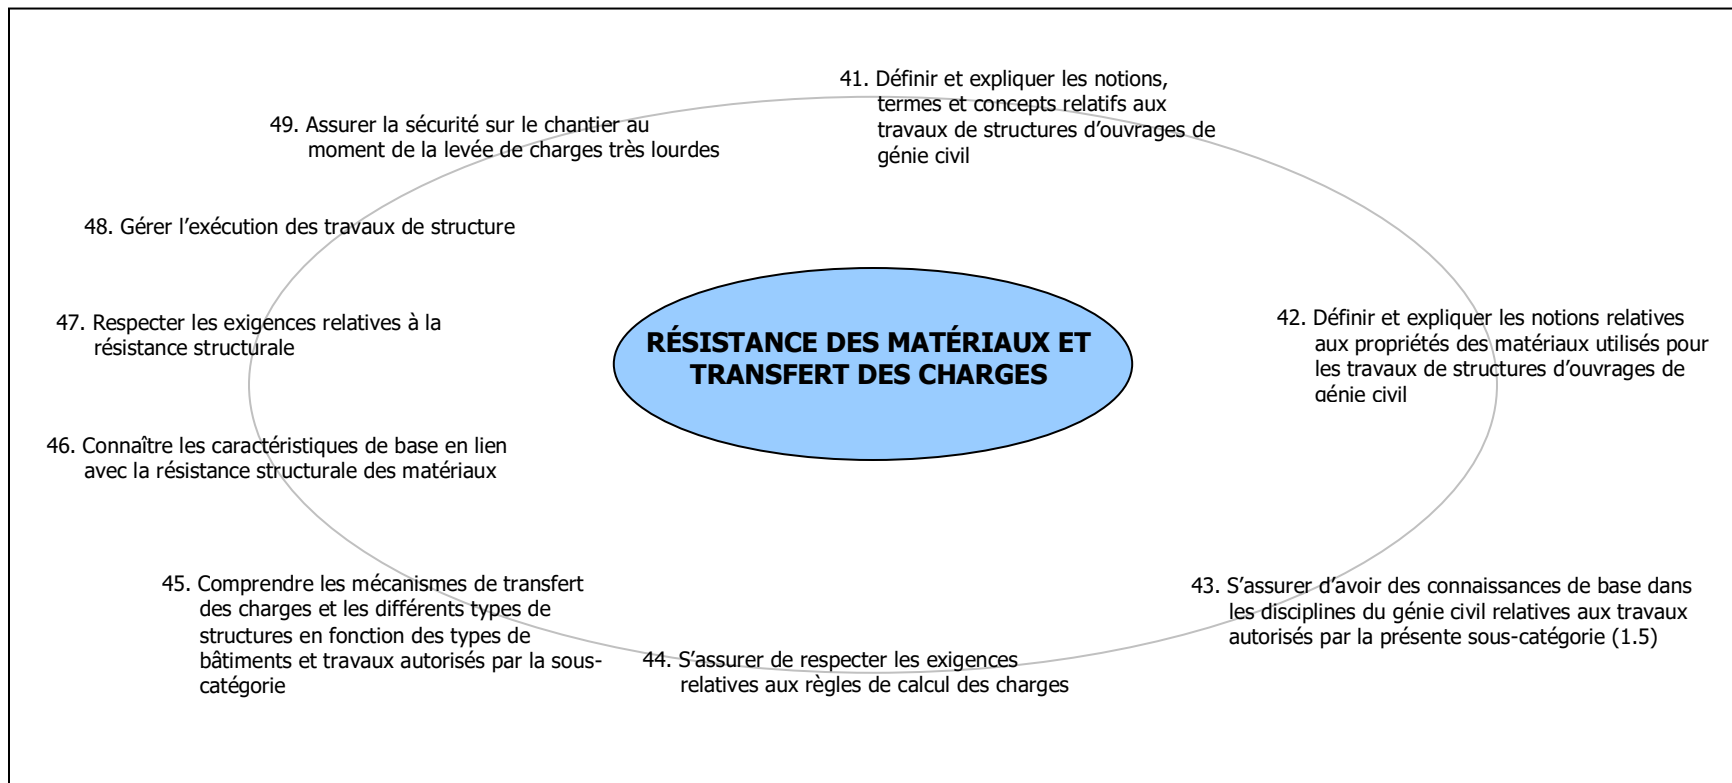 41. Définir et expliquer les notions,
termes et concepts relatifs aux
travaux de structures d'ouvrages de
génie civil
49. Assurer la sécurité sur le chantier au
moment de la levée de charges très lourdes
48. Gérer l'exécution des travaux de structure
47. Respecter les exigences relatives à la
résistance structurale
RÉSISTANCE DES MATÉRIAUX ET
TRANSFERT DES CHARGES
42. Définir et expliquer les notions relatives
aux propriétés des matériaux utilisés pour
les travaux de structures d'ouvrages de
génie civil
46. Connaître les caractéristiques de base en lien
avec la résistance structurale des matériaux
45. Comprendre les mécanismes de transfert
des charges et les différents types de
structures en fonction des types de
bâtiments et travaux autorisés par la sous-
catégorie
44. S'assurer de respecter les exigences
relatives aux règles de calcul des charges
43. S'assurer d'avoir des connaissances de base dans
les disciplines du génie civil relatives aux travaux
autorisés par la présente sous-catégorie (1.5)